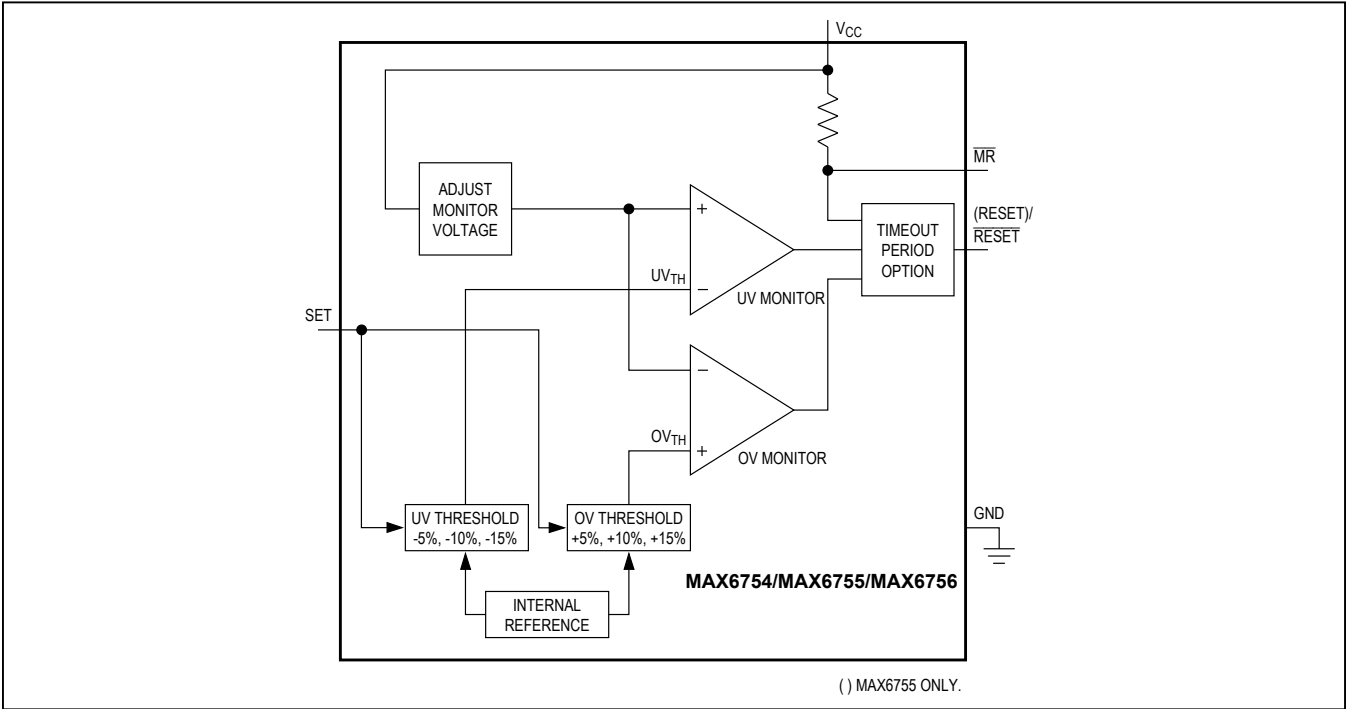 VCC
MR
ADJUST
MONITOR
VOLTAGE
+
(RESET)/
RESET
TIMEOUT
PERIOD
OPTION
UVTH
−
UV MONITOR
SET
−
OVTH
+
OV MONITOR
UV THRESHOLD
-5%, -10%, -15%
OV THRESHOLD
+5%, +10%, +15%
GND
MAX6754/MAX6755/MAX6756
INTERNAL
REFERENCE
( ) MAX6755 ONLY.